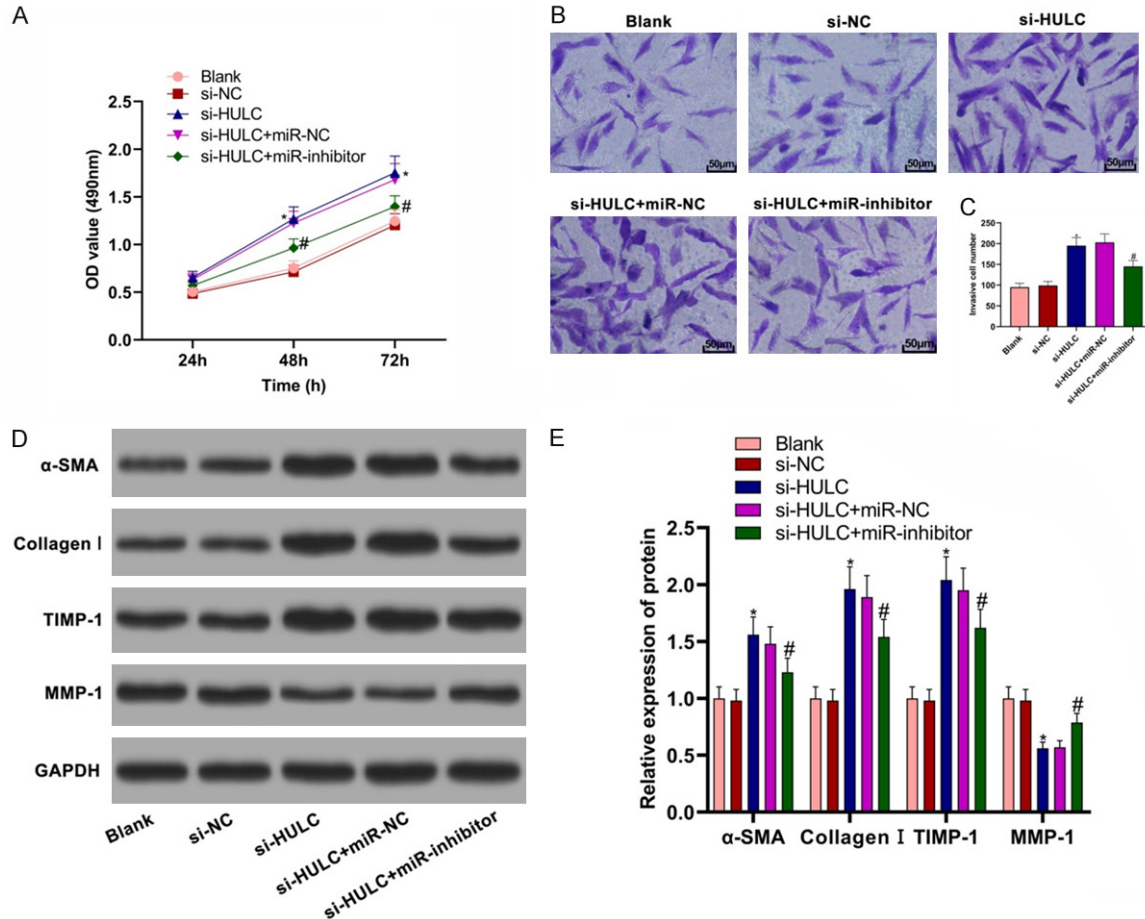 A
Blank
si-NC
si-HULC
si-HULC+miR-NC
si-HULC+miR-inhibitor
2.5
2.0
1.5
1.0
0.5
0.0
OD value (490nm)
*
*
#
#
24h 48h 72h
Time (h)
B
Blank si-NC si-HULC
50μm 50μm 50μm
si-HULC+miR-NC si-HULC+miR-inhibitor
50μm 50μm
C
250
200
150
100
50
0
Invasive cell number
*
#
Blank
si-NC
si-HULC
si-HULC+miR-NC
si-HULC+miR-inhibitor
D
α-SMA
Collagen Ⅰ
TIMP-1
MMP-1
GAPDH
Blank
si-NC
si-HULC
si-HULC+miR-NC
si-HULC+miR-inhibitor
E
Blank
si-NC
si-HULC
si-HULC+miR-NC
si-HULC+miR-inhibitor
2.5
2.0
1.5
1.0
0.5
0.0
Relative expression of protein
* # * # * # * #
α-SMA Collagen Ⅰ TIMP-1 MMP-1